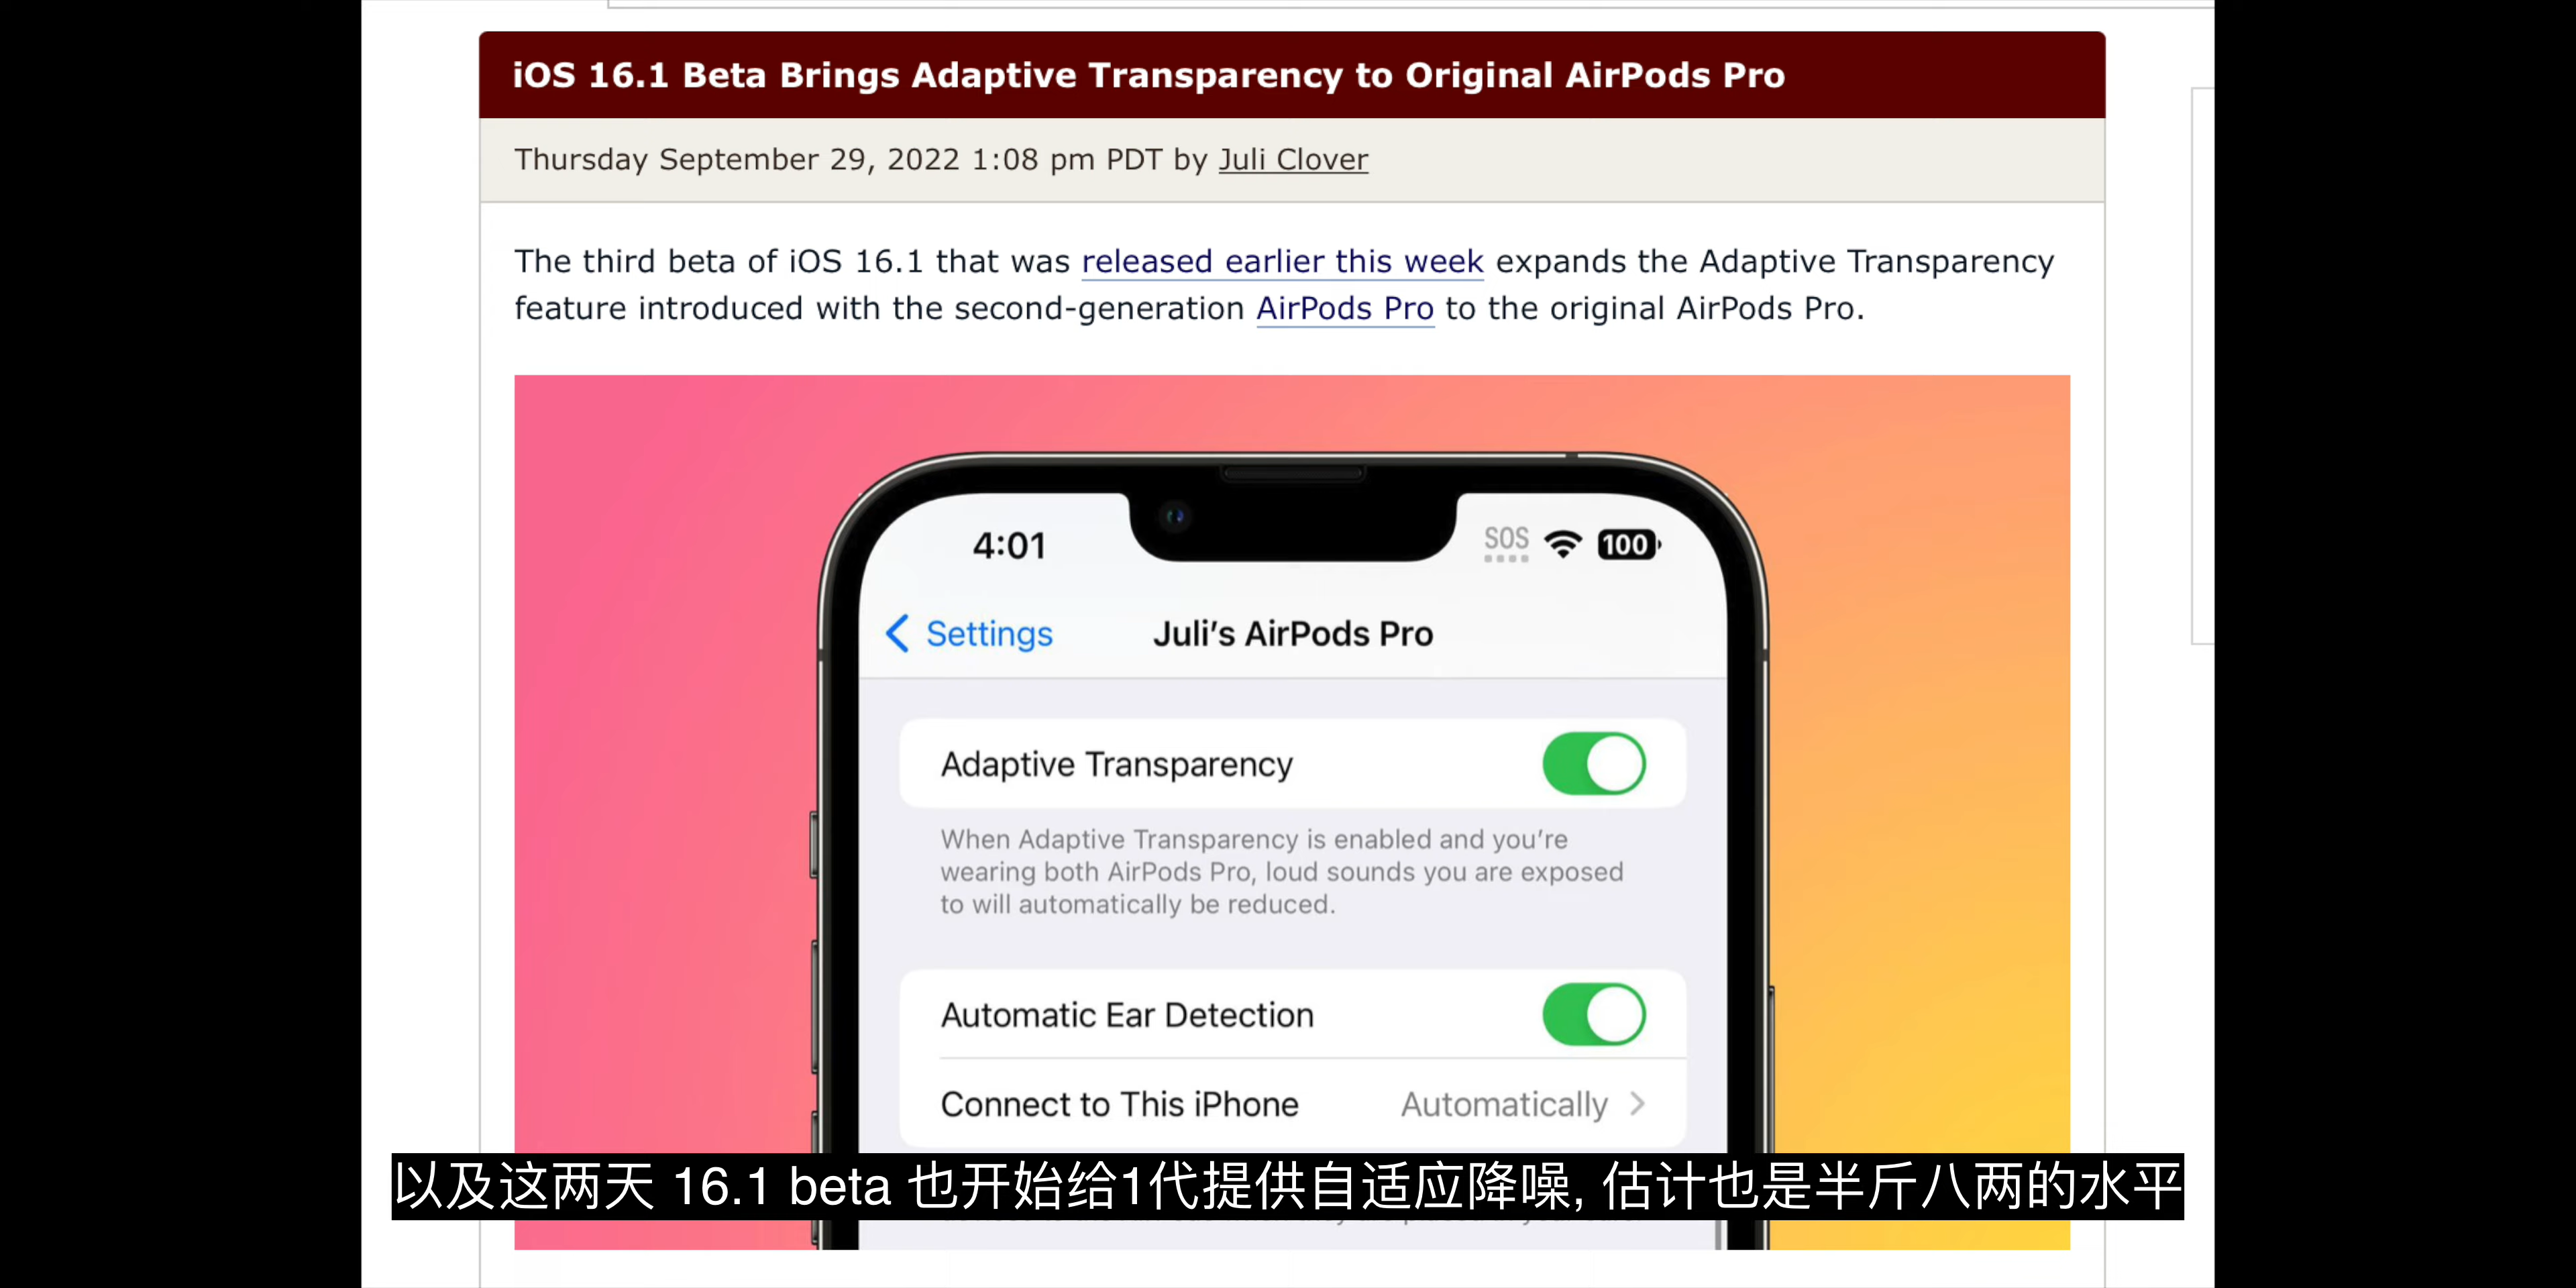 iOS 16.1 Beta Brings Adaptive Transparency to Original AirPods Pro
Thursday September 29, 2022 1:08 pm PDT by Juli Clover
The third beta of iOS 16.1 that was released earlier this week expands the Adaptive Transparency
feature introduced with the second-generation AirPods Pro to the original AirPods Pro.
4:01
SOS
100
Settings
Juli's AirPods Pro
Adaptive Transparency
When Adaptive Transparency is enabled and you're
wearing both AirPods Pro, loud sounds you are exposed
to will automatically be reduced.
Automatic Ear Detection
Connect to This iPhone Automatically
以及这两天 16.1 beta 也开始给1代提供自适应降噪, 估计也是半斤八两的水平